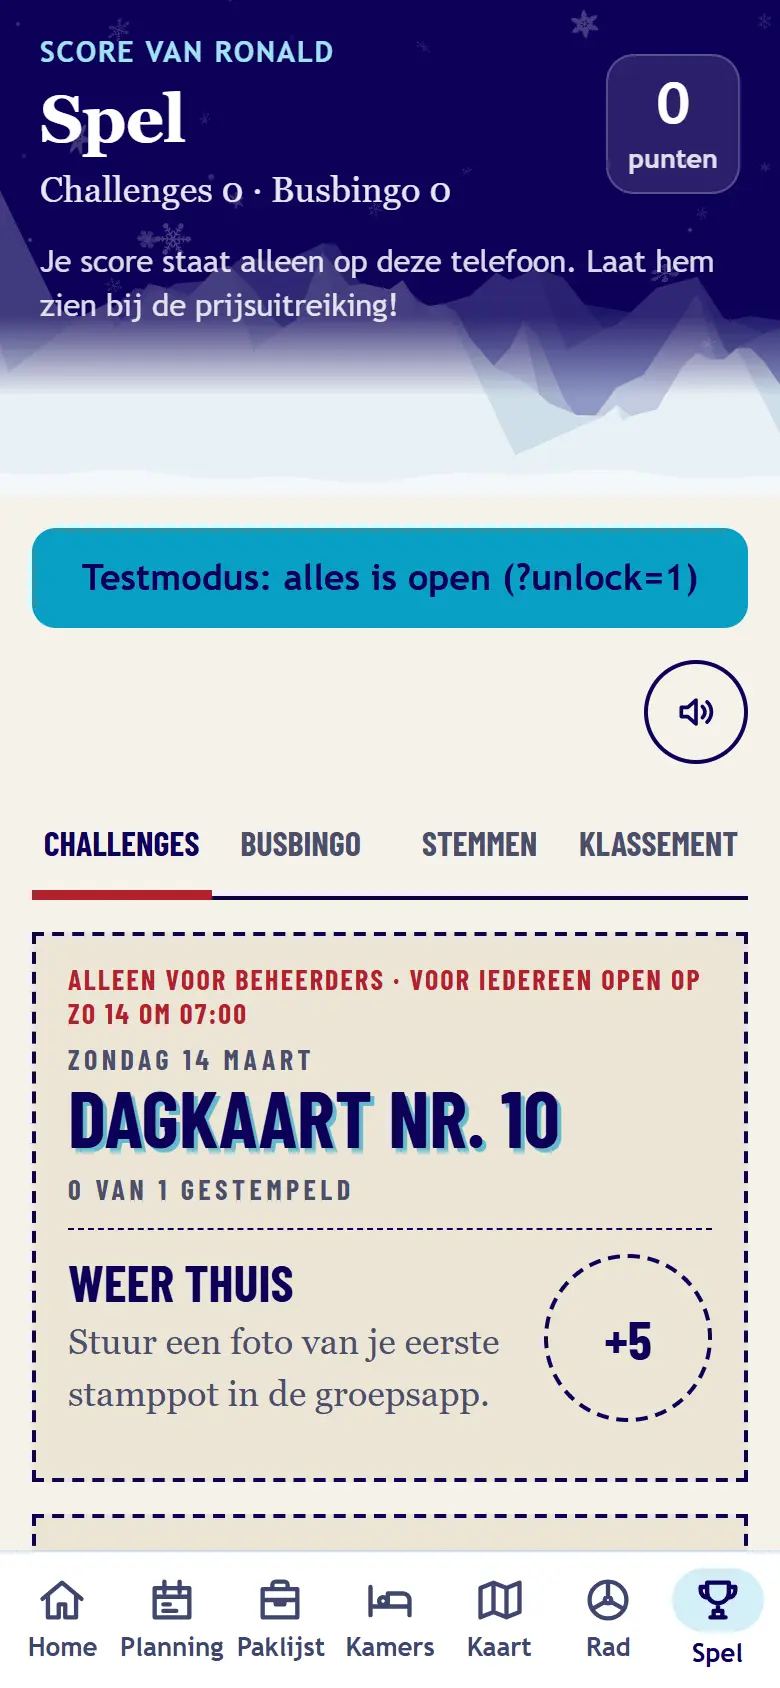 SCORE VAN RONALD
Spel
Challenges 0 · Busbingo 0
0
punten
Je score staat alleen op deze telefoon. Laat hem
zien bij de prijsuitreiking!
Testmodus: alles is open (?unlock=1)
CHALLENGES
BUSBINGO
STEMMEN
KLASSEMENT
ALLEEN VOOR BEHEERDERS · VOOR IEDEREEN OPEN OP
ZO 14 OM 07:00
ZONDAG 14 MAART
DAGKAART NR. 10
0 VAN 1 GESTEMPELD
WEER THUIS
Stuur een foto van je eerste
stamppot in de groepsapp.
+5
Home
Planning
Paklijst
Kamers
Kaart
Rad
Spel